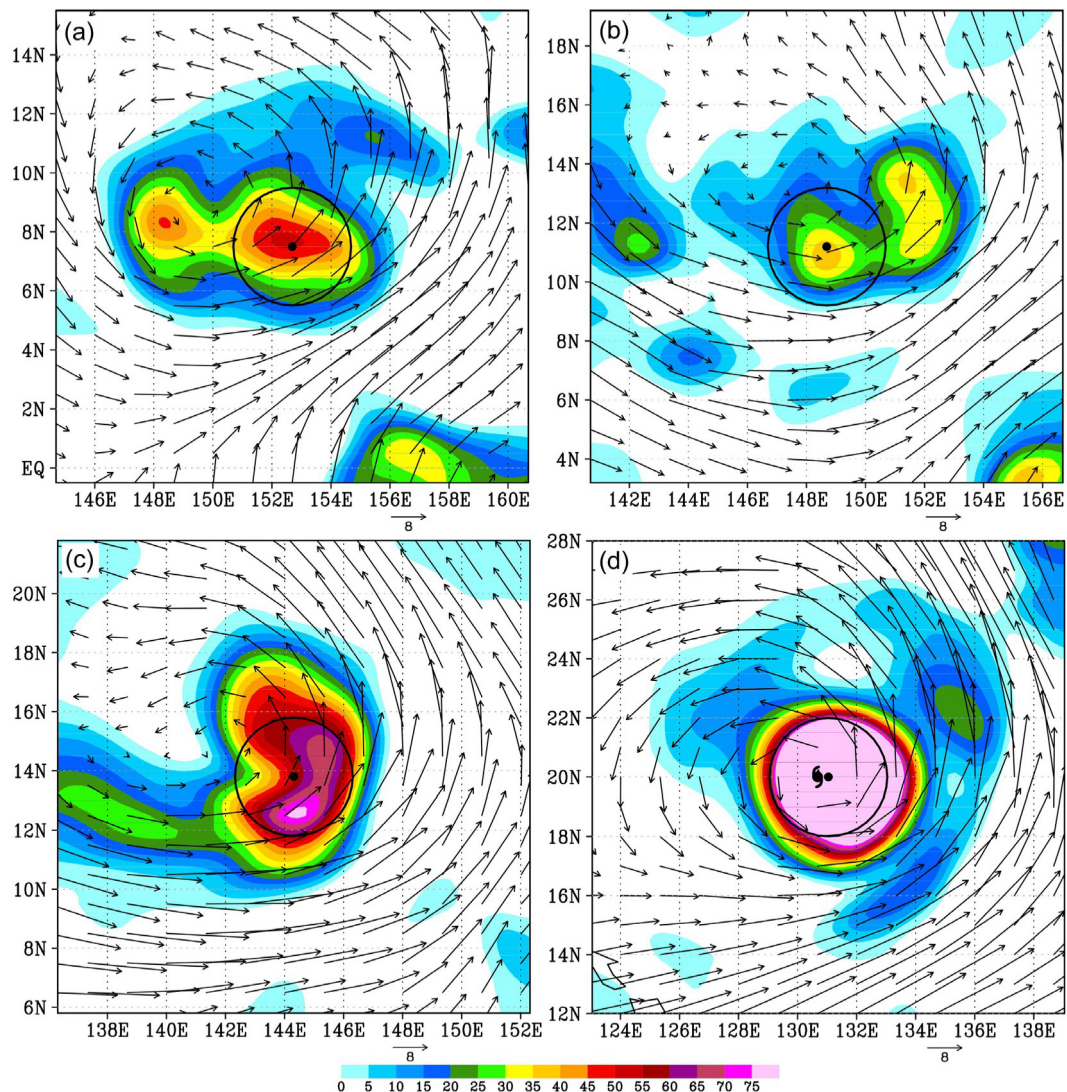 (a)
14N
12N
10N
8N
6N
4N
2N
EQ
146E 148E 150E 152E 154E 156E 158E 160E
8
(b)
18N
16N
14N
12N
10N
8N
6N
4N
142E 144E 146E 148E 150E 152E 154E 156E
8
(c)
20N
18N
16N
14N
12N
10N
8N
6N
138E 140E 142E 144E 146E 148E 150E 152E
8
(d)
28N
26N
24N
22N
20N
18N
16N
14N
12N
124E 126E 128E 130E 132E 134E 136E 138E
8
0 5 10 15 20 25 30 35 40 45 50 55 60 65 70 75